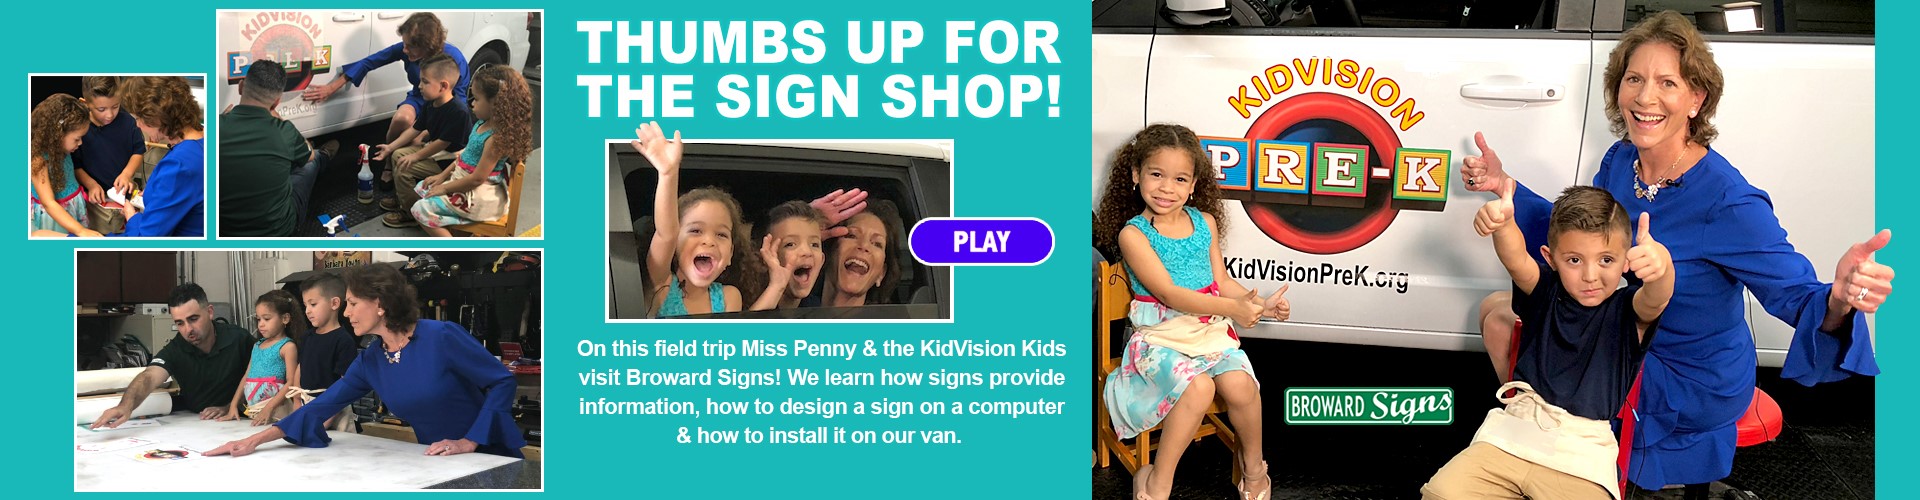 KIDVISION
PRE-K
THUMBS UP FOR
THE SIGN SHOP!
PLAY
On this field trip Miss Penny & the KidVision Kids
visit Broward Signs! We learn how signs provide
information, how to design a sign on a computer
& how to install it on our van.
KIDVISION
PRE-K
KidVisionPreK.org
BROWARD Signs